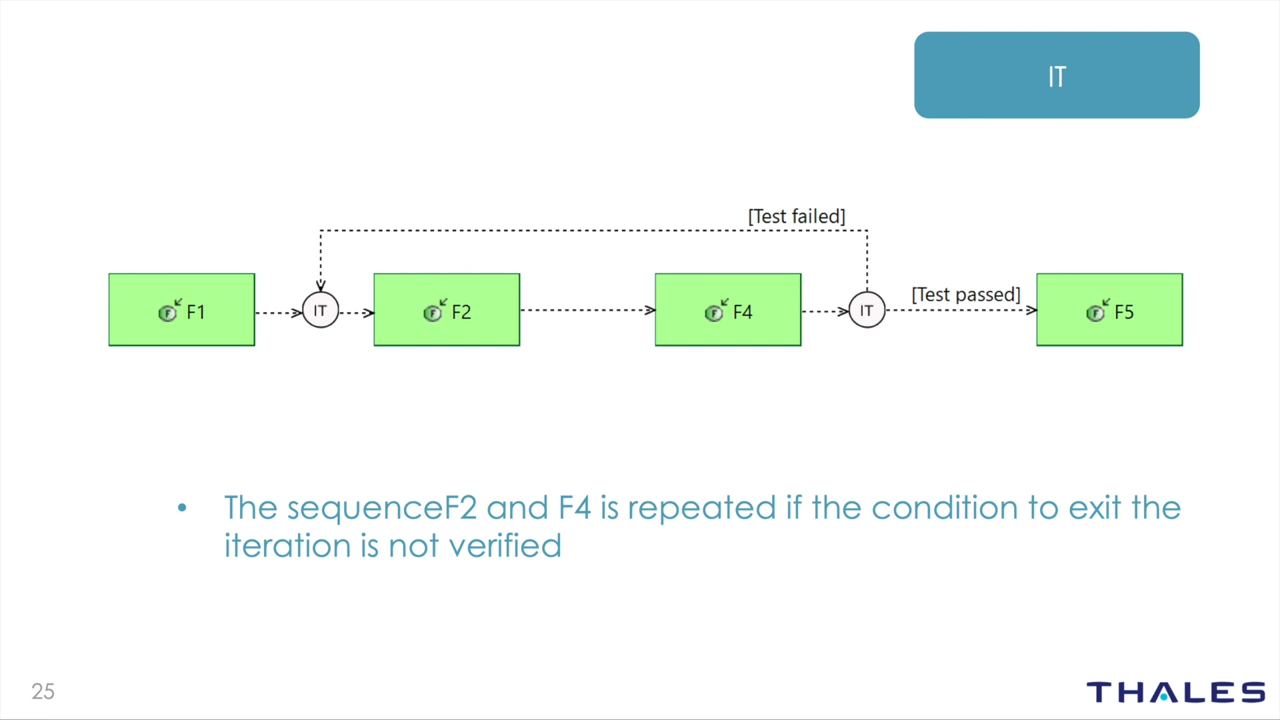 IT
[Test failed]
F1
IT
F2
F4
IT
[Test passed]
F5
• The sequenceF2 and F4 is repeated if the condition to exit the
iteration is not verified
25
THALES